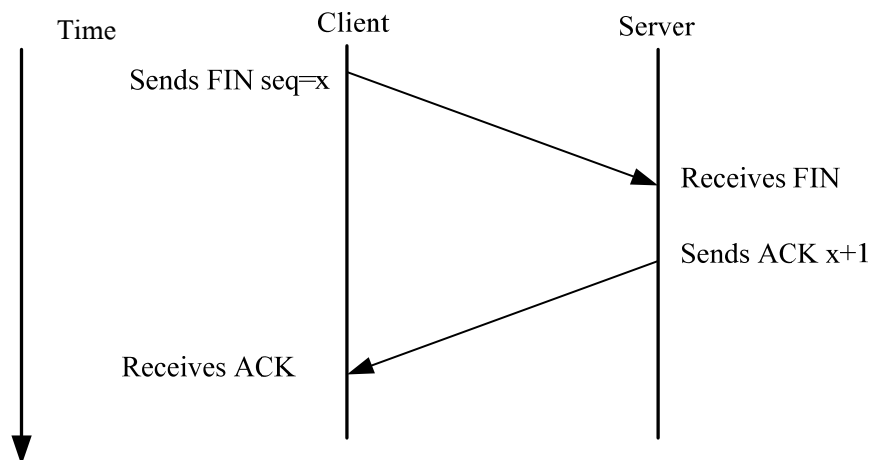 Time
Client
Server
Sends FIN seq=x
Receives FIN
Sends ACK x+1
Receives ACK